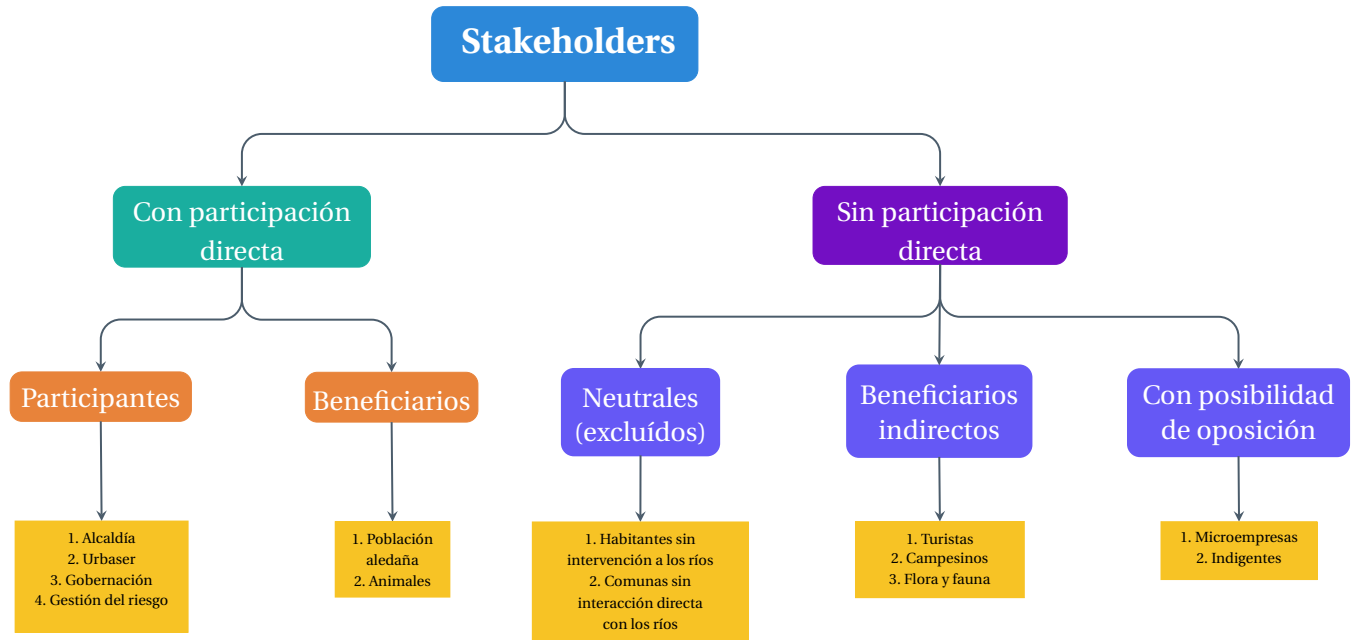 Stakeholders
Con participación
directa
Sin participación
directa
Participantes
Beneficiarios
Neutrales
(excluídos)
Beneficiarios
indirectos
Con posibilidad
de oposición
1. Alcaldía
2. Urbaser
3. Gobernación
4. Gestión del riesgo
1. Población
aledaña
2. Animales
1. Habitantes sin
intervención a los ríos
2. Comunas sin
interacción directa
con los ríos
1. Turistas
2. Campesinos
3. Flora y fauna
1. Microempresas
2. Indigentes